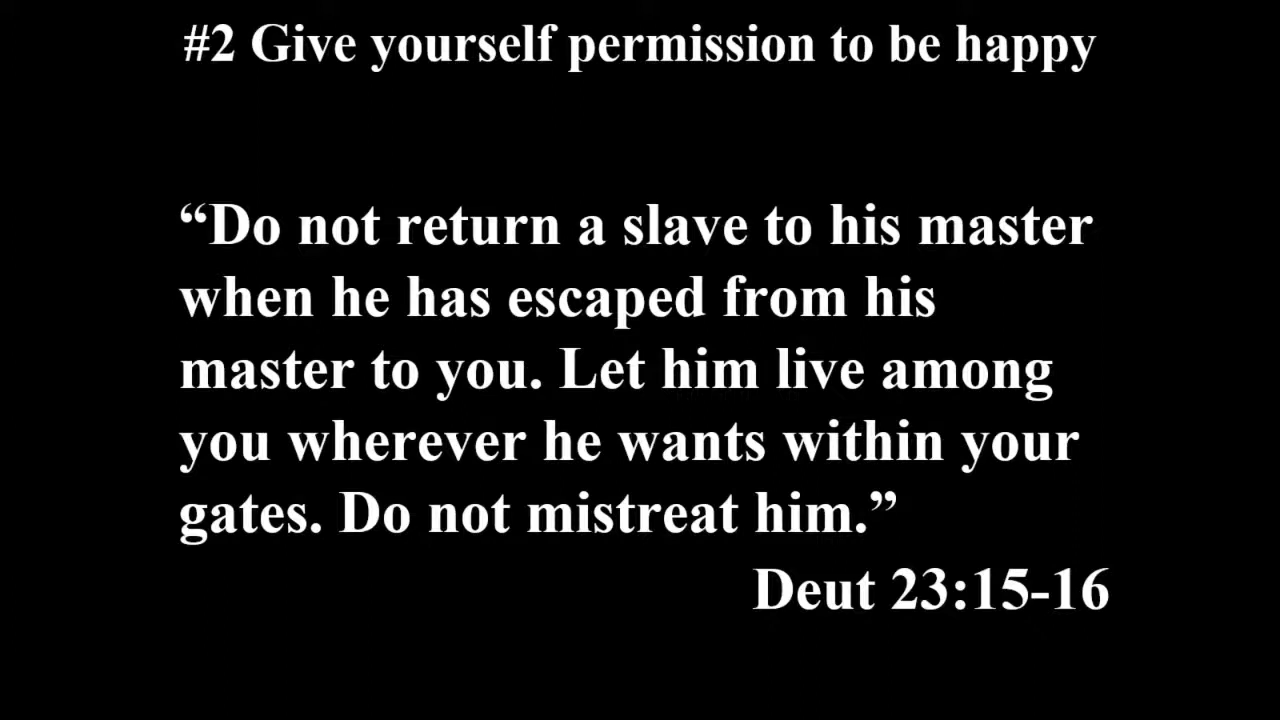 #2 Give yourself permission to be happy
“Do not return a slave to his master
when he has escaped from his
master to you. Let him live among
you wherever he wants within your
gates. Do not mistreat him.”
Deut 23:15-16